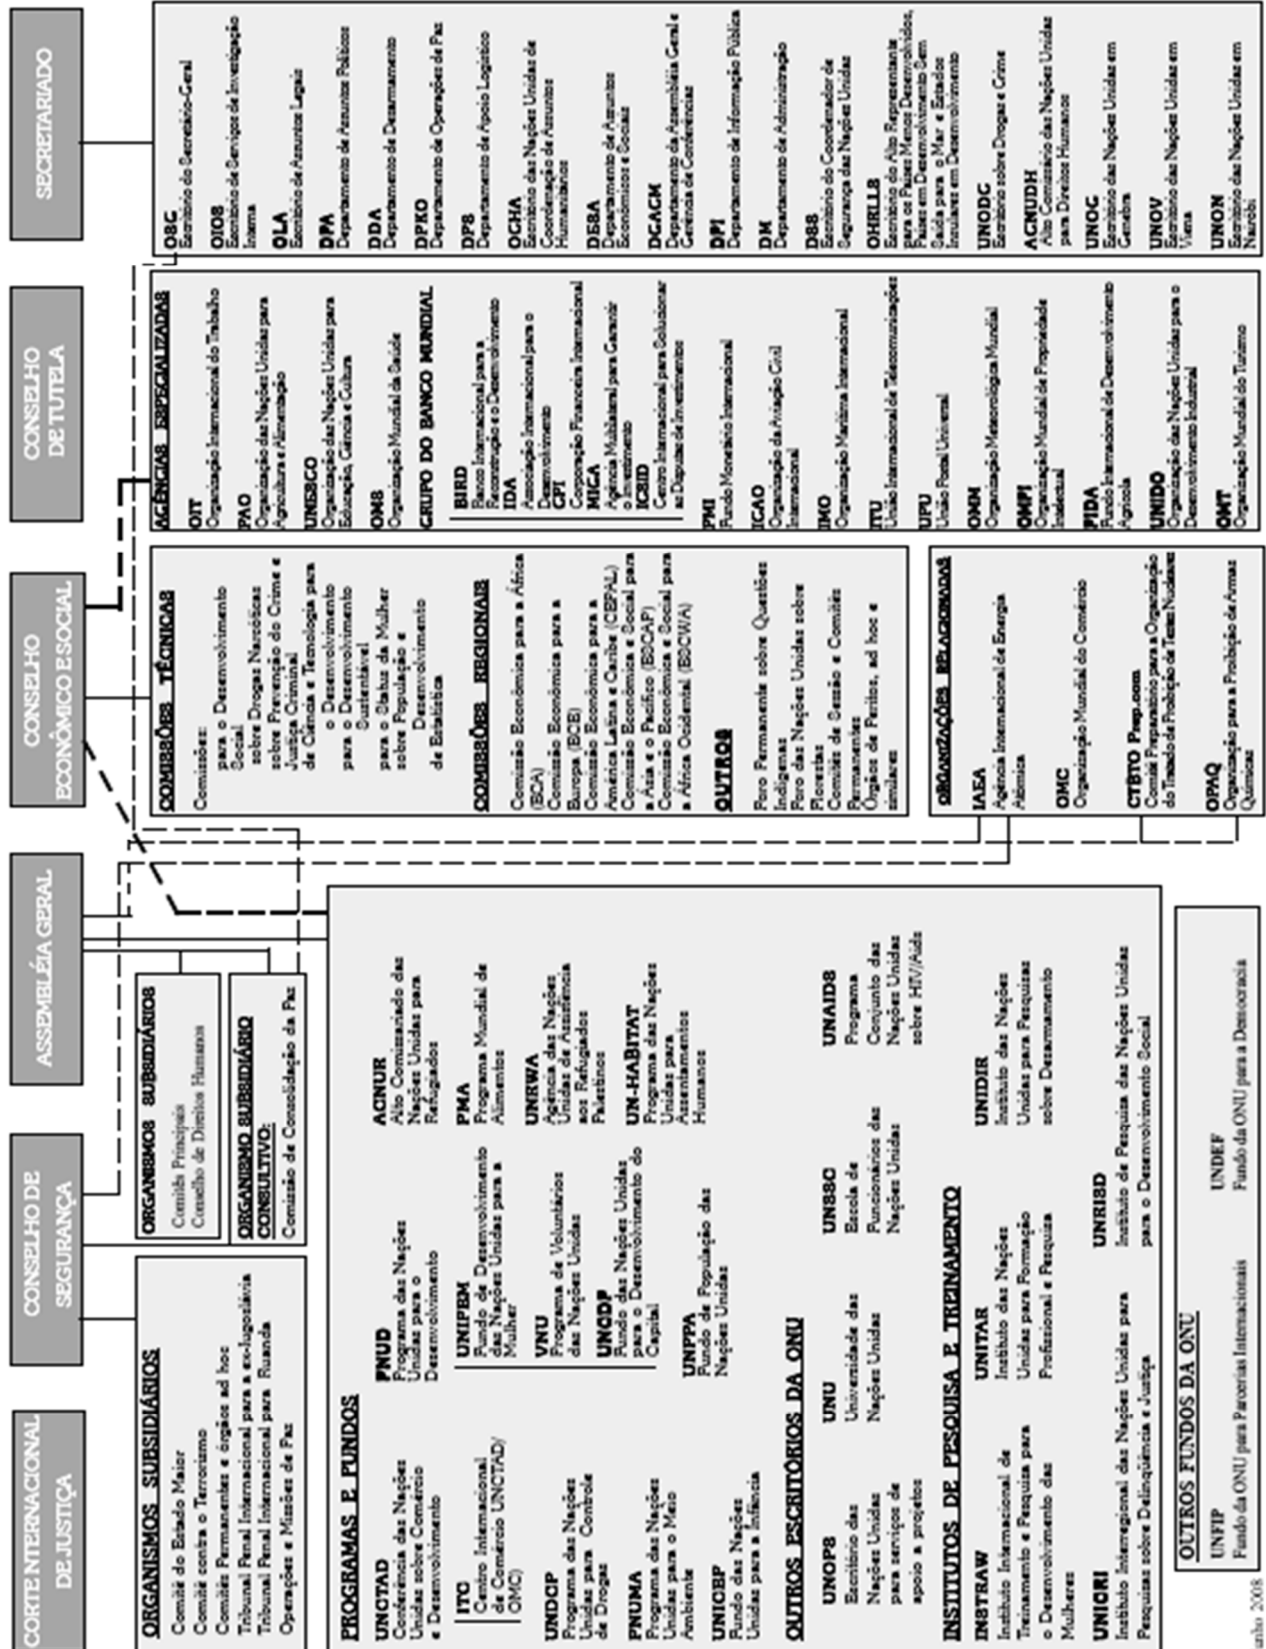 CORTE INTERNACIONAL
DE JUSTIÇA
CONSELHO DE
SEGURANÇA
ASSEMBLÉIA GERAL
CONSELHO
ECONÔMICO E SOCIAL
CONSELHO
DE TUTELA
SECRETARIADO
ORGANISMOS SUBSIDIÁRIOS
Comitê do Estado Maior
Comitê contra o Terrorismo
Comitês Permanentes e órgãos ad hoc
Tribunal Penal Internacional para a ex-Iugoslávia
Tribunal Penal Internacional para Ruanda
Operações e Missões de Paz
ORGANISMOS SUBSIDIÁRIOS
Comitês Principais
Conselho de Direitos Humanos
ORGANISMO SUBSIDIÁRIO
CONSULTIVO:
Comissão de Consolidação da Paz
PROGRAMAS E FUNDOS
UNCTAD
Conferência das Nações
Unidas sobre Comércio
e Desenvolvimento
ITC
Centro Internacional
de Comércio UNCTAD/
OMC)
UNDCP
Programa das Nações
Unidas para Controle
de Drogas
PNUMA
Programa das Nações
Unidas para o Meio
Ambiente
UNICEF
Fundo das Nações
Unidas para a Infância
PNUD
Programa das Nações
Unidas para o
Desenvolvimento
UNIFEM
Fundo de Desenvolvimento
das Nações Unidas para a
Mulher
VNU
Programa de Voluntários
das Nações Unidas
UNCDF
Fundo das Nações Unidas
para o Desenvolvimento do
Capital
UNFPA
Fundo de População das
Nações Unidas
ACNUR
Alto Comissariado das
Nações Unidas para
Refugiados
PMA
Programa Mundial de
Alimentos
UNRWA
Agência das Nações
Unidas de Assistência
aos Refugiados
Palestinos
UN-HABITAT
Programa das Nações
Unidas para
Assentamentos
Humanos
OUTROS ESCRITÓRIOS DA ONU
UNOPS
Escritório das
Nações Unidas
para serviços de
apoio a projetos
UNU
Universidade das
Nações Unidas
UNSSC
Escola de
Funcionários das
Nações Unidas
UNAIDS
Programa
Conjunto das
Nações Unidas
sobre HIV/Aids
INSTITUTOS DE PESQUISA E TREINAMENTO
INSTRAW
Instituto Internacional de
Treinamento e Pesquisa para
o Desenvolvimento das
Mulheres
UNITAR
Instituto das Nações
Unidas para Formação
Profissional e Pesquisa
UNIDIR
Instituto das Nações
Unidas para Pesquisas
sobre Desarmamento
UNICRI
Instituto Interregional das Nações Unidas para
Pesquisas sobre Delinqüência e Justiça
UNRISD
Instituto de Pesquisa das Nações Unidas
para o Desenvolvimento Social
OUTROS FUNDOS DA ONU
UNFIP
Fundo da ONU para Parcerias Internacionais
UNDEF
Fundo da ONU para a Democracia
COMISSÕES TÉCNICAS
Comissões:
para o Desenvolvimento
Social
sobre Drogas Narcóticas
sobre Prevenção do Crime e
Justiça Criminal
de Ciência e Tecnologia para
o Desenvolvimento
para o Desenvolvimento
Sustentável
para o Status da Mulher
sobre População e
Desenvolvimento
de Estatística
COMISSÕES REGIONAIS
Comissão Econômica para a África
(ECA)
Comissão Econômica para a
Europa (ECE)
Comissão Econômica para a
América Latina e Caribe (CEPAL)
Comissão Econômica e Social para
a Ásia e o Pacífico (ESCAP)
Comissão Econômica e Social para
a África Ocidental (ESCWA)
OUTROS
Foro Permanente sobre Questões
Indígenas
Foro das Nações Unidas sobre
Florestas
Comitês de Sessão e Comitês
Permanentes
Órgãos de Peritos, ad hoc e
similares
ORGANIZAÇÕES RELACIONADAS
IAEA
Agência Internacional de Energia
Atômica
OMC
Organização Mundial do Comércio
CTBTO Prep.com
Comitê Preparatório para a Organização
do Tratado de Proibição de Testes Nucleares
OPAQ
Organização para a Proibição de Armas
Químicas
AGÊNCIAS ESPECIALIZADAS
OIT
Organização Internacional do Trabalho
FAO
Organização das Nações Unidas para
Agricultura e Alimentação
UNESCO
Organização das Nações Unidas para
Educação, Ciência e Cultura
OMS
Organização Mundial da Saúde
GRUPO DO BANCO MUNDIAL
BIRD
Banco Internacional para a
Reconstrução e o Desenvolvimento
IDA
Associação Internacional para o
Desenvolvimento
CFI
Corporação Financeira Internacional
MIGA
Agência Multilateral para Garantir
o Investimento
ICSID
Centro Internacional para Solucionar
as Disputas de Investimentos
FMI
Fundo Monetário Internacional
ICAO
Organização da Aviação Civil
Internacional
IMO
Organização Marítima Internacional
ITU
União Internacional de Telecomunicações
UPU
União Postal Universal
OMM
Organização Meteorológica Mundial
OMPI
Organização Mundial de Propriedade
Intelectual
FIDA
Fundo Internacional de Desenvolvimento
Agrícola
UNIDO
Organização das Nações Unidas para o
Desenvolvimento Industrial
OMT
Organização Mundial do Turismo
OSG
Escritório do Secretário-Geral
OIOS
Escritório de Serviços de Investigação
Interna
OLA
Escritório de Assuntos Legais
DPA
Departamento de Assuntos Políticos
DDA
Departamento de Desarmamento
DPKO
Departamento de Operações de Paz
DPS
Departamento de Apoio Logístico
OCHA
Escritório das Nações Unidas de
Coordenação de Assuntos
Humanitários
DESA
Departamento de Assuntos
Econômicos e Sociais
DGACM
Departamento da Assembléia Geral e
Gerência de Conferências
DPI
Departamento de Informação Pública
DM
Departamento de Administração
DSS
Escritório do Coordenador de
Segurança das Nações Unidas
OHRLLS
Escritório do Alto Representante
para os Países Menos Desenvolvidos,
Países em Desenvolvimento Sem
Saída para o Mar e Estados
Insulares em Desenvolvimento
UNODC
Escritório sobre Drogas e Crime
ACNUDH
Alto Comissário das Nações Unidas
para Direitos Humanos
UNOG
Escritório das Nações Unidas em
Genebra
UNOV
Escritório das Nações Unidas em
Viena
UNON
Escritório das Nações Unidas em
Nairóbi
unho 2008